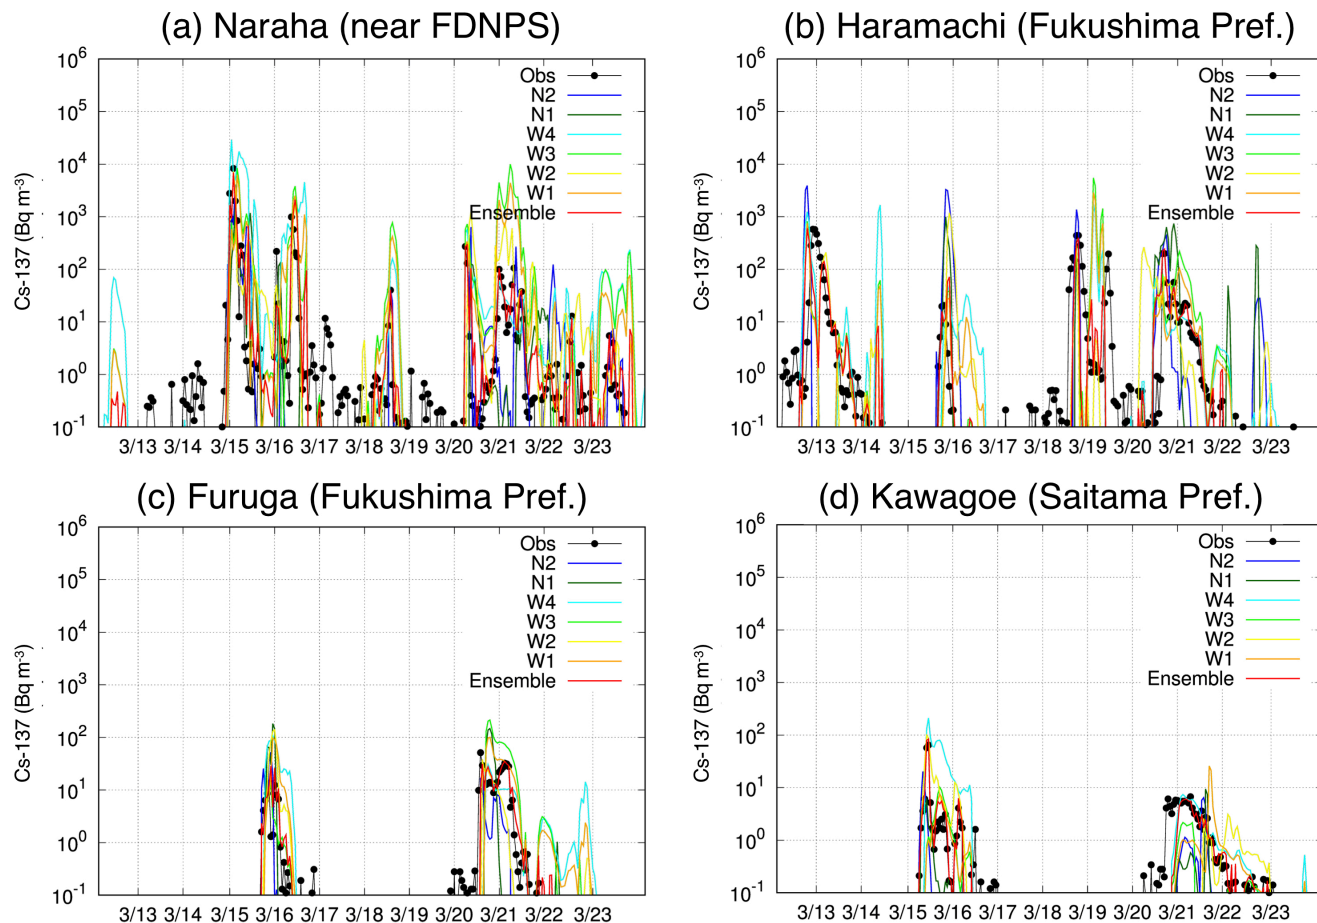 (a) Naraha (near FDNPS)
Cs-137 (Bq m-3)
10^6
10^5
10^4
10^3
10^2
10^1
10^0
10^-1
Obs
N2
N1
W4
W3
W2
W1
Ensemble
3/13 3/14 3/15 3/16 3/17 3/18 3/19 3/20 3/21 3/22 3/23
(b) Haramachi (Fukushima Pref.)
Cs-137 (Bq m-3)
10^6
10^5
10^4
10^3
10^2
10^1
10^0
10^-1
Obs
N2
N1
W4
W3
W2
W1
Ensemble
3/13 3/14 3/15 3/16 3/17 3/18 3/19 3/20 3/21 3/22 3/23
(c) Furuga (Fukushima Pref.)
Cs-137 (Bq m-3)
10^6
10^5
10^4
10^3
10^2
10^1
10^0
10^-1
Obs
N2
N1
W4
W3
W2
W1
Ensemble
3/13 3/14 3/15 3/16 3/17 3/18 3/19 3/20 3/21 3/22 3/23
(d) Kawagoe (Saitama Pref.)
Cs-137 (Bq m-3)
10^6
10^5
10^4
10^3
10^2
10^1
10^0
10^-1
Obs
N2
N1
W4
W3
W2
W1
Ensemble
3/13 3/14 3/15 3/16 3/17 3/18 3/19 3/20 3/21 3/22 3/23